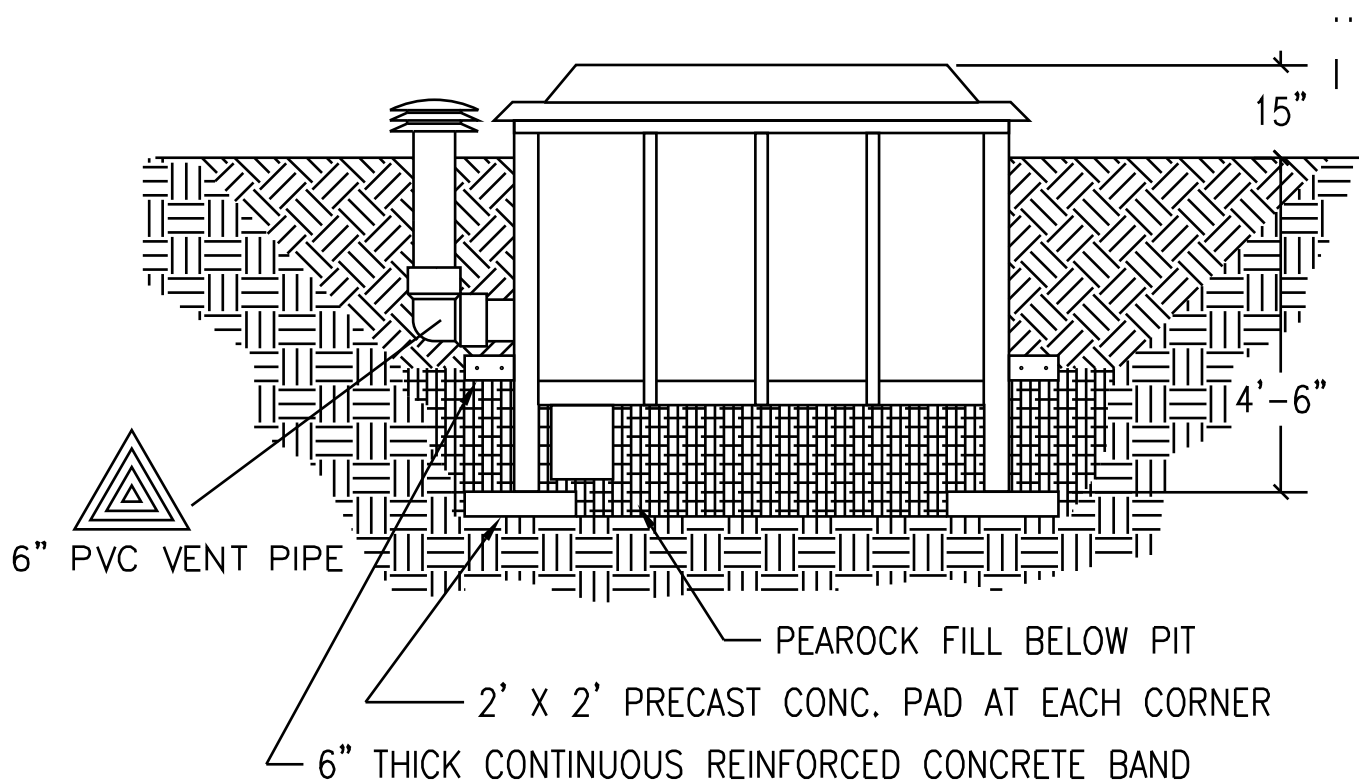 15"
4'-6"
6" PVC VENT PIPE
PEAROCK FILL BELOW PIT
2' X 2' PRECAST CONC. PAD AT EACH CORNER
6" THICK CONTINUOUS REINFORCED CONCRETE BAND